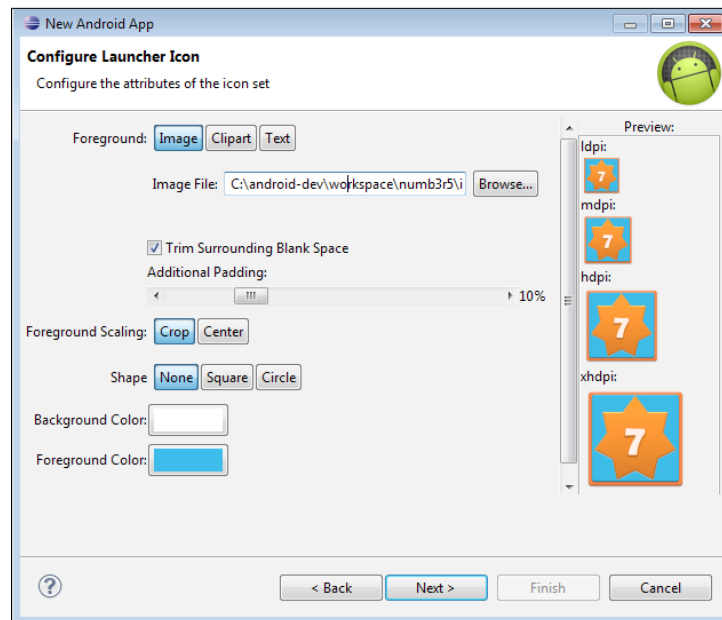 New Android App
Configure Launcher Icon
Configure the attributes of the icon set
Foreground: Image Clipart Text
Image File: C:\android-dev\workspace\numb3r5\i Browse...
Trim Surrounding Blank Space
Additional Padding:
10%
Foreground Scaling: Crop Center
Shape None Square Circle
Background Color:
Foreground Color:
Preview:
ldpi:
7
mdpi:
7
hdpi:
7
xhdpi:
7
? < Back Next > Finish Cancel